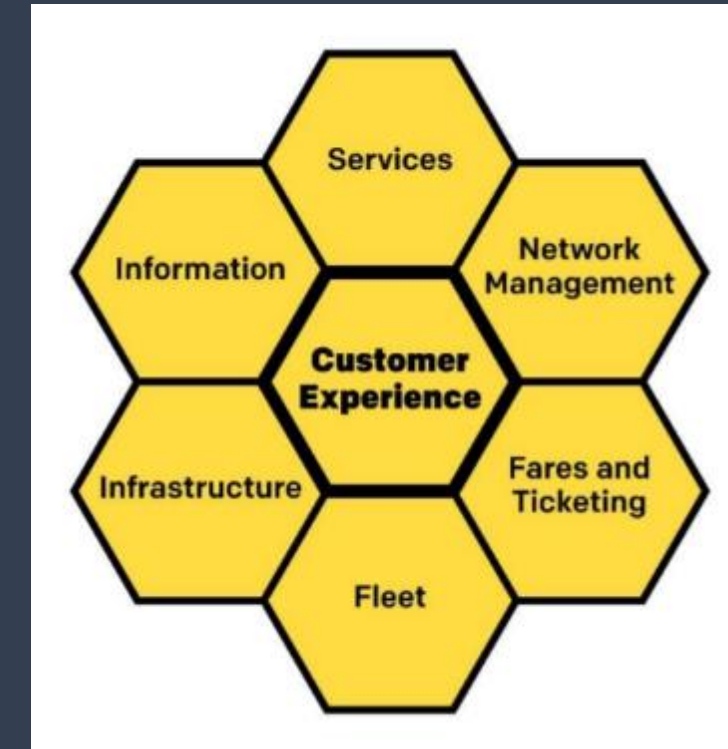 Services
Information
Network
Management
Customer
Experience
Infrastructure
Fares and
Ticketing
Fleet